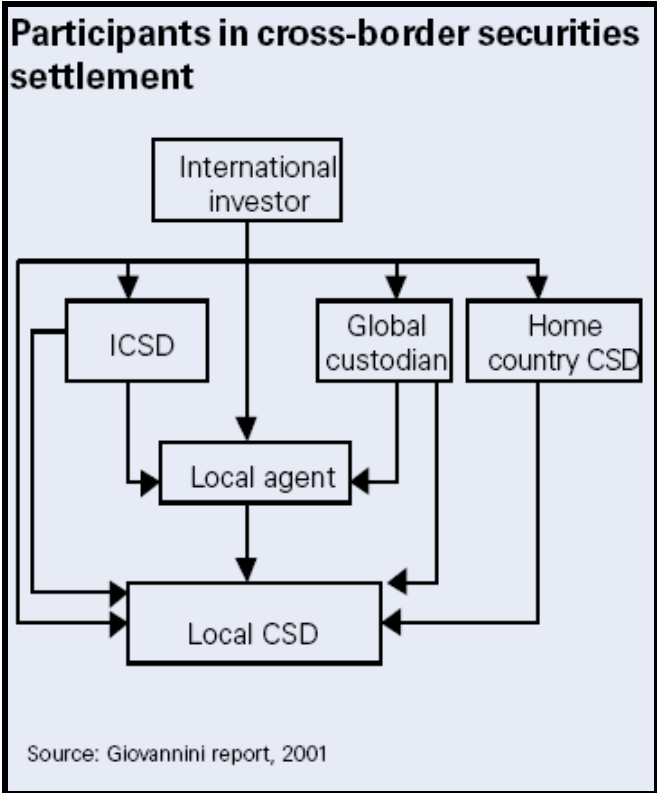 Participants in cross-border securities
settlement
International
investor
ICSD
Global
custodian
Home
country CSD
Local agent
Local CSD
Source: Giovannini report, 2001